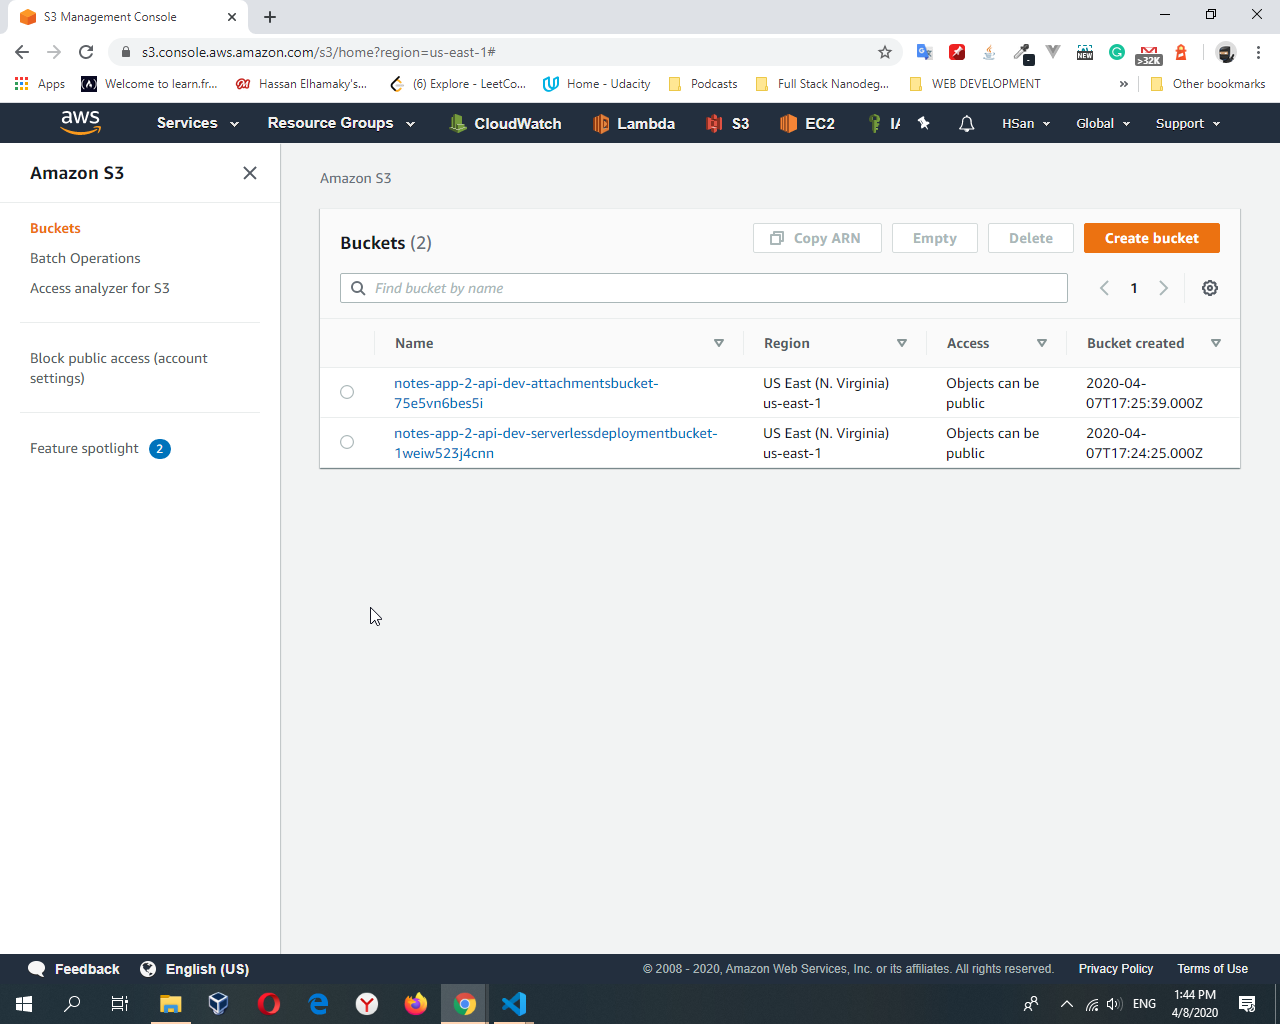 S3 Management Console
s3.console.aws.amazon.com/s3/home?region=us-east-1#
>32K
NEW
Apps
Welcome to learn.fr...
Hassan Elhamaky's...
(6) Explore - LeetCo...
Home - Udacity
Podcasts
Full Stack Nanodeg...
WEB DEVELOPMENT
»
Other bookmarks
aws
Services
Resource Groups
CloudWatch
Lambda
S3
EC2
IA
HSan
Global
Support
Amazon S3
Buckets
Batch Operations
Access analyzer for S3
Block public access (account
settings)
Feature spotlight 2
Amazon S3
Buckets (2)
Copy ARN
Empty
Delete
Create bucket
Find bucket by name
1
Name
Region
Access
Bucket created
notes-app-2-api-dev-attachmentsbucket-
75e5vn6bes5i
US East (N. Virginia)
us-east-1
Objects can be
public
2020-04-
07T17:25:39.000Z
notes-app-2-api-dev-serverlessdeploymentbucket-
1weiw523j4cnn
US East (N. Virginia)
us-east-1
Objects can be
public
2020-04-
07T17:24:25.000Z
Feedback
English (US)
© 2008 - 2020, Amazon Web Services, Inc. or its affiliates. All rights reserved.
Privacy Policy
Terms of Use
ENG
1:44 PM
4/8/2020